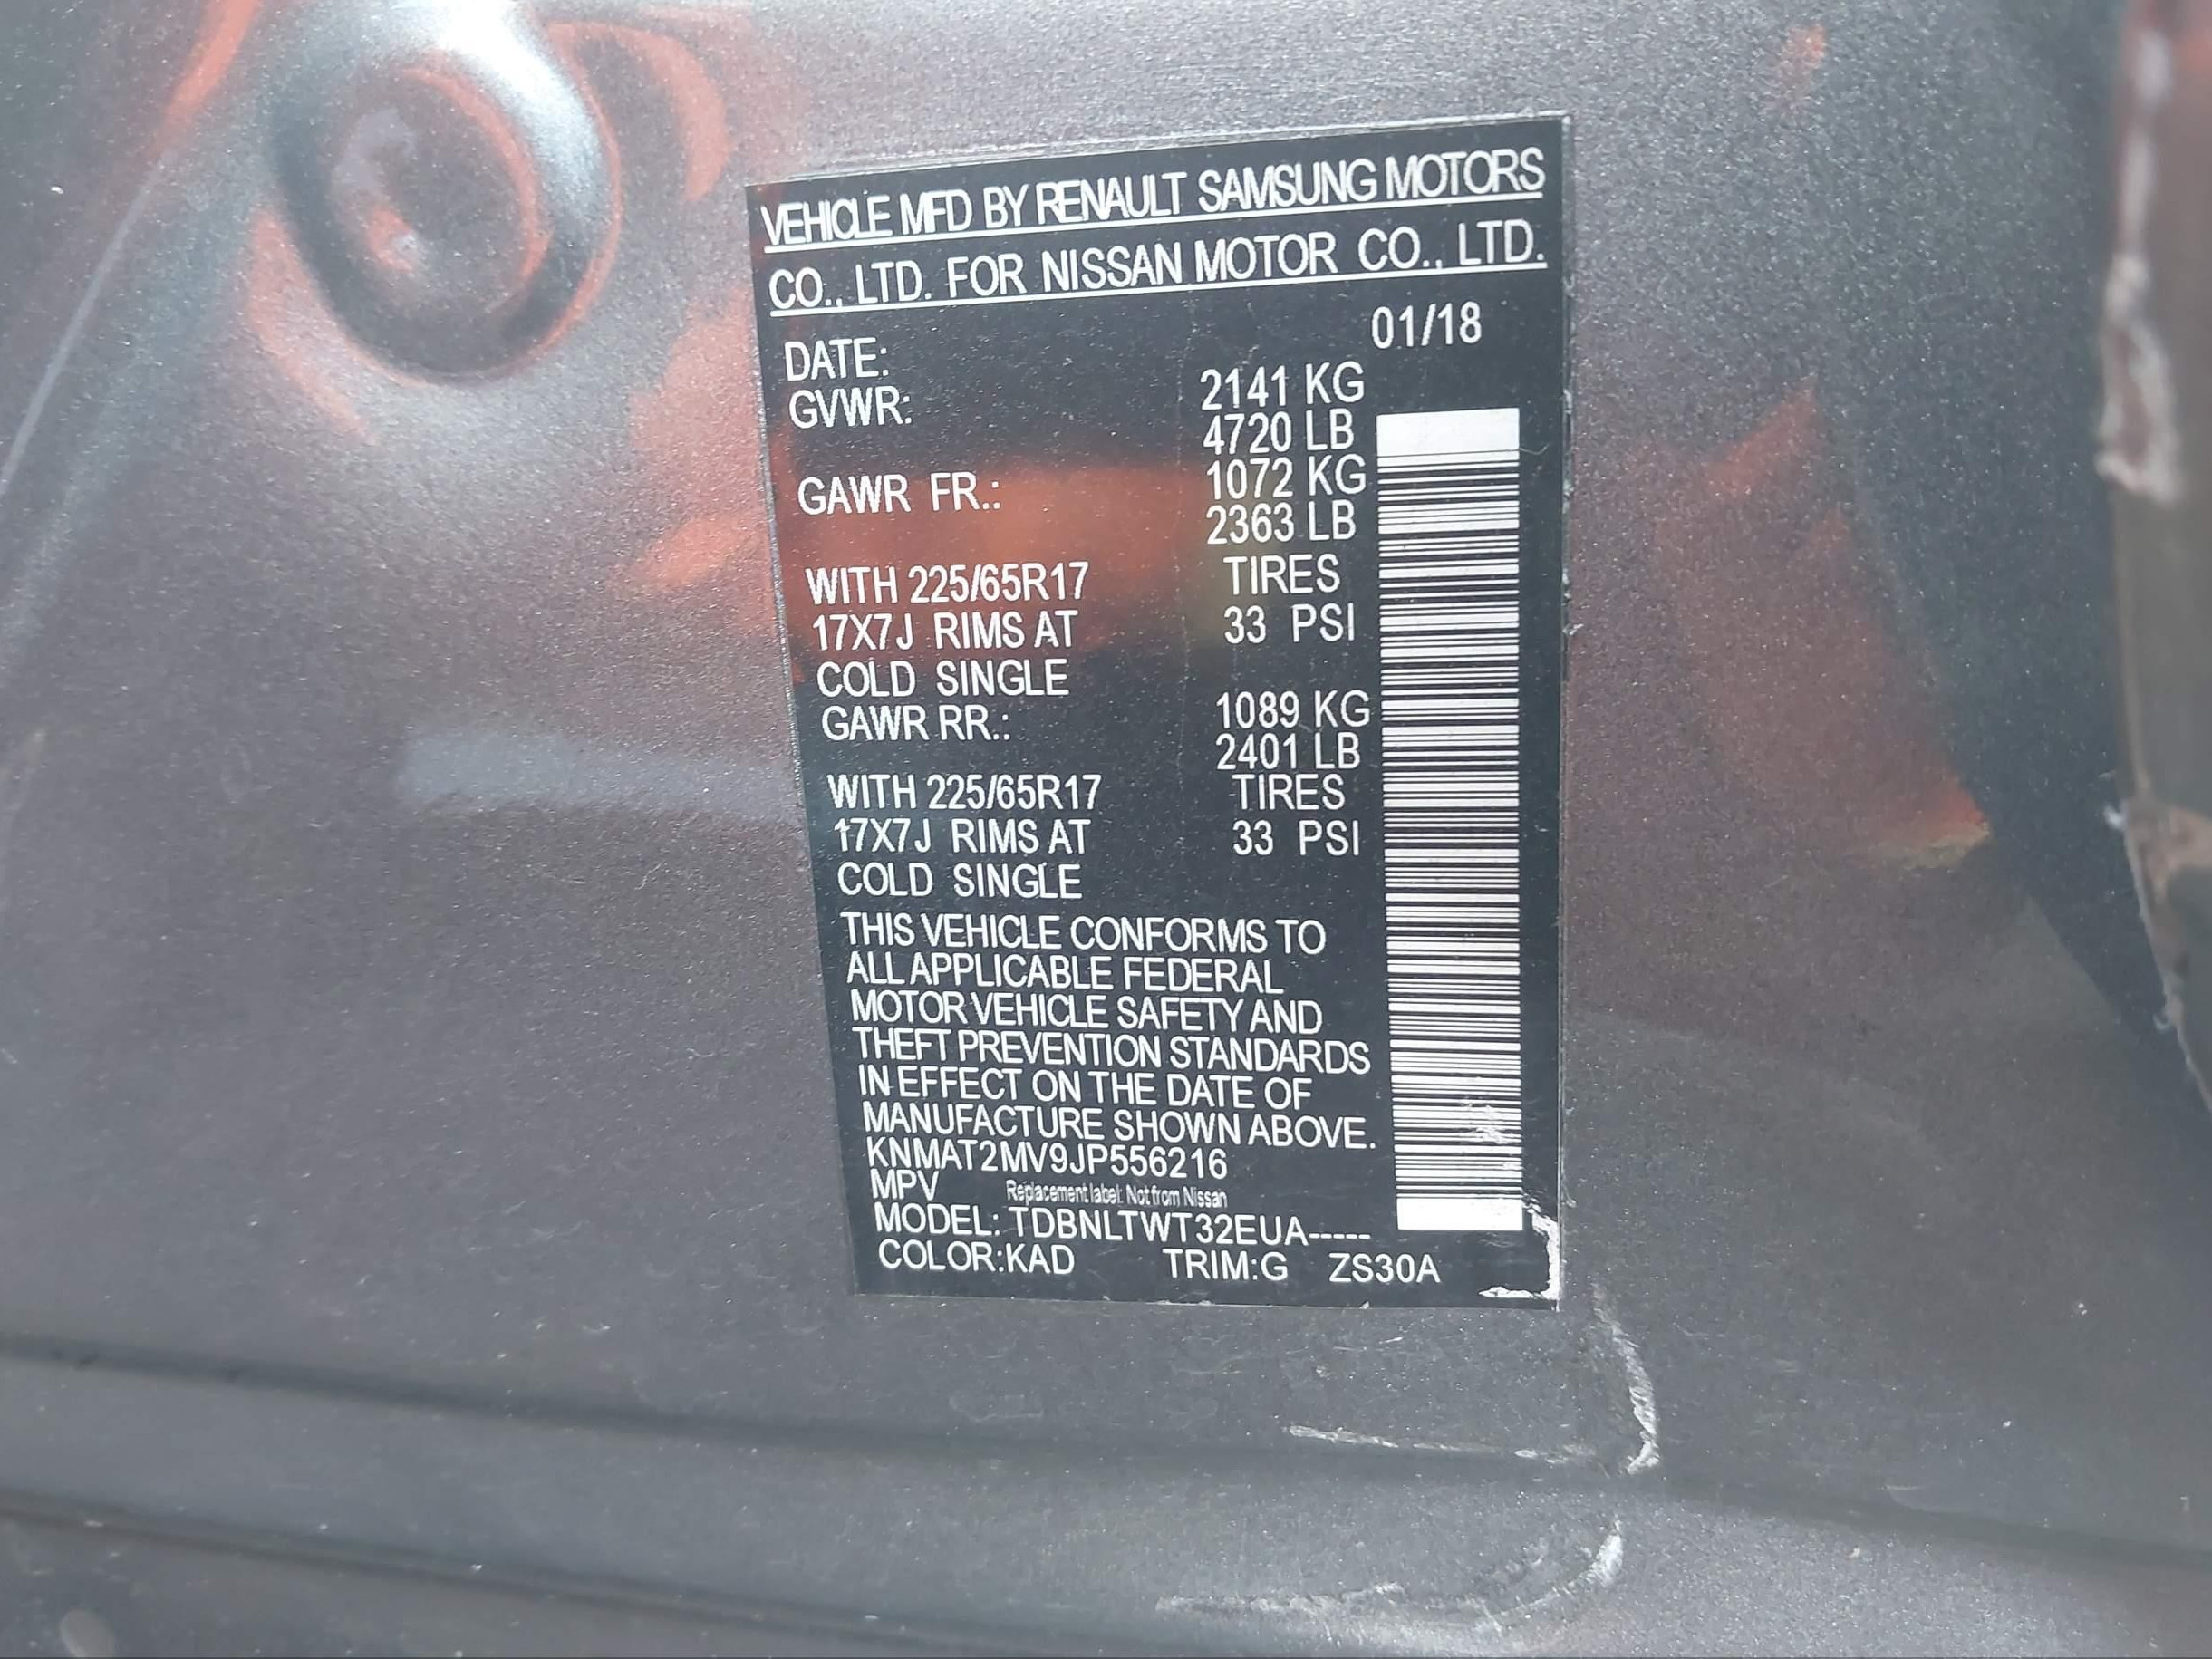 VEHICLE MFD BY RENAULT SAMSUNG MOTORS
CO., LTD. FOR NISSAN MOTOR CO., LTD.
DATE: 01/18
GVWR: 2141 KG
4720 LB
GAWR FR.: 1072 KG
2363 LB
WITH 225/65R17 TIRES
17X7J RIMS AT 33 PSI
COLD SINGLE
GAWR RR.: 1089 KG
2401 LB
WITH 225/65R17 TIRES
17X7J RIMS AT 33 PSI
COLD SINGLE
THIS VEHICLE CONFORMS TO
ALL APPLICABLE FEDERAL
MOTOR VEHICLE SAFETY AND
THEFT PREVENTION STANDARDS
IN EFFECT ON THE DATE OF
MANUFACTURE SHOWN ABOVE.
KNMAT2MV9JP556216
MPV Replacement label: Not from Nissan
MODEL: TDBNLTWT32EUA-----
COLOR:KAD TRIM:G ZS30A